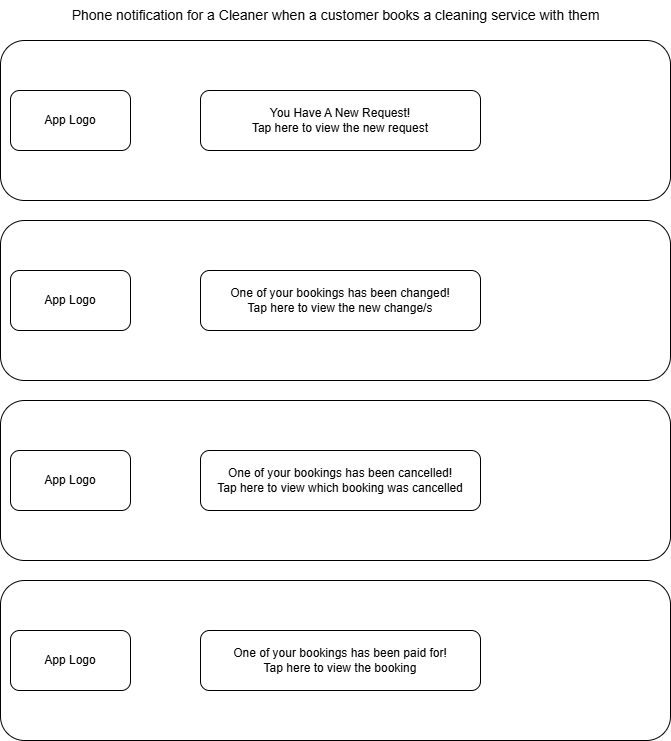 Phone notification for a Cleaner when a customer books a cleaning service with them
App Logo
You Have A New Request!
Tap here to view the new request
App Logo
One of your bookings has been changed!
Tap here to view the new change/s
App Logo
One of your bookings has been cancelled!
Tap here to view which booking was cancelled
App Logo
One of your bookings has been paid for!
Tap here to view the booking